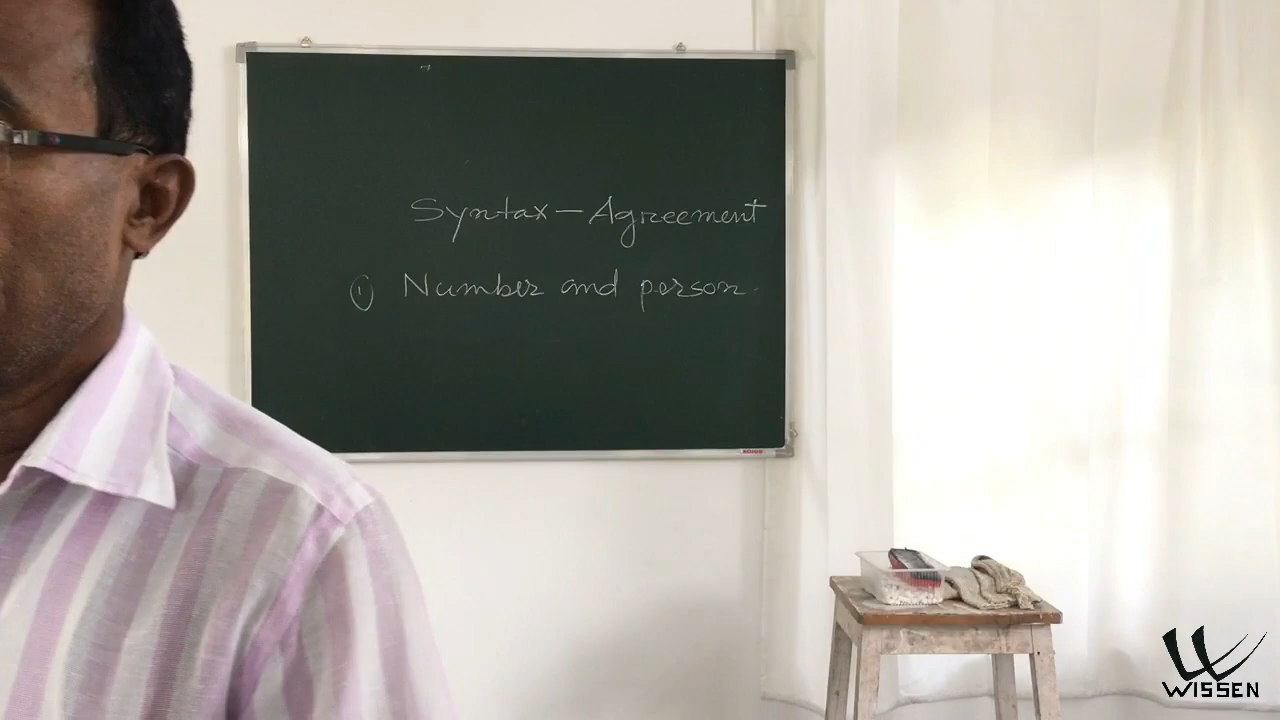 Syntax — Agreement
① Number and person.
WISSEN